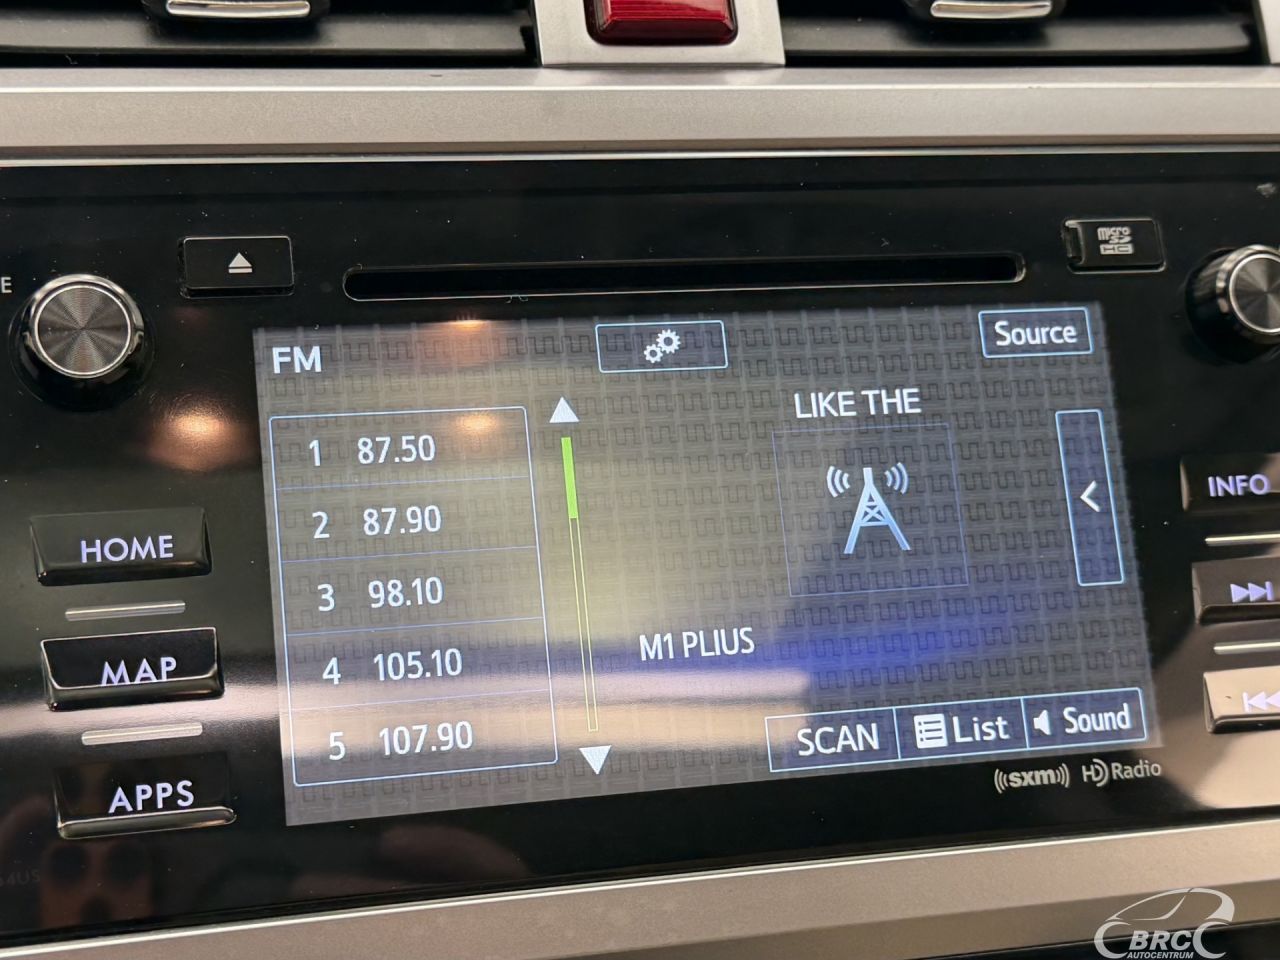 E
micro SD HC
FM
Source
LIKE THE
1 87.50
2 87.90
3 98.10
4 105.10
5 107.90
M1 PLIUS
SCAN
List
Sound
HOME
MAP
APPS
INFO
((sxm)) HD Radio
BRC
AUTOCENTRUM